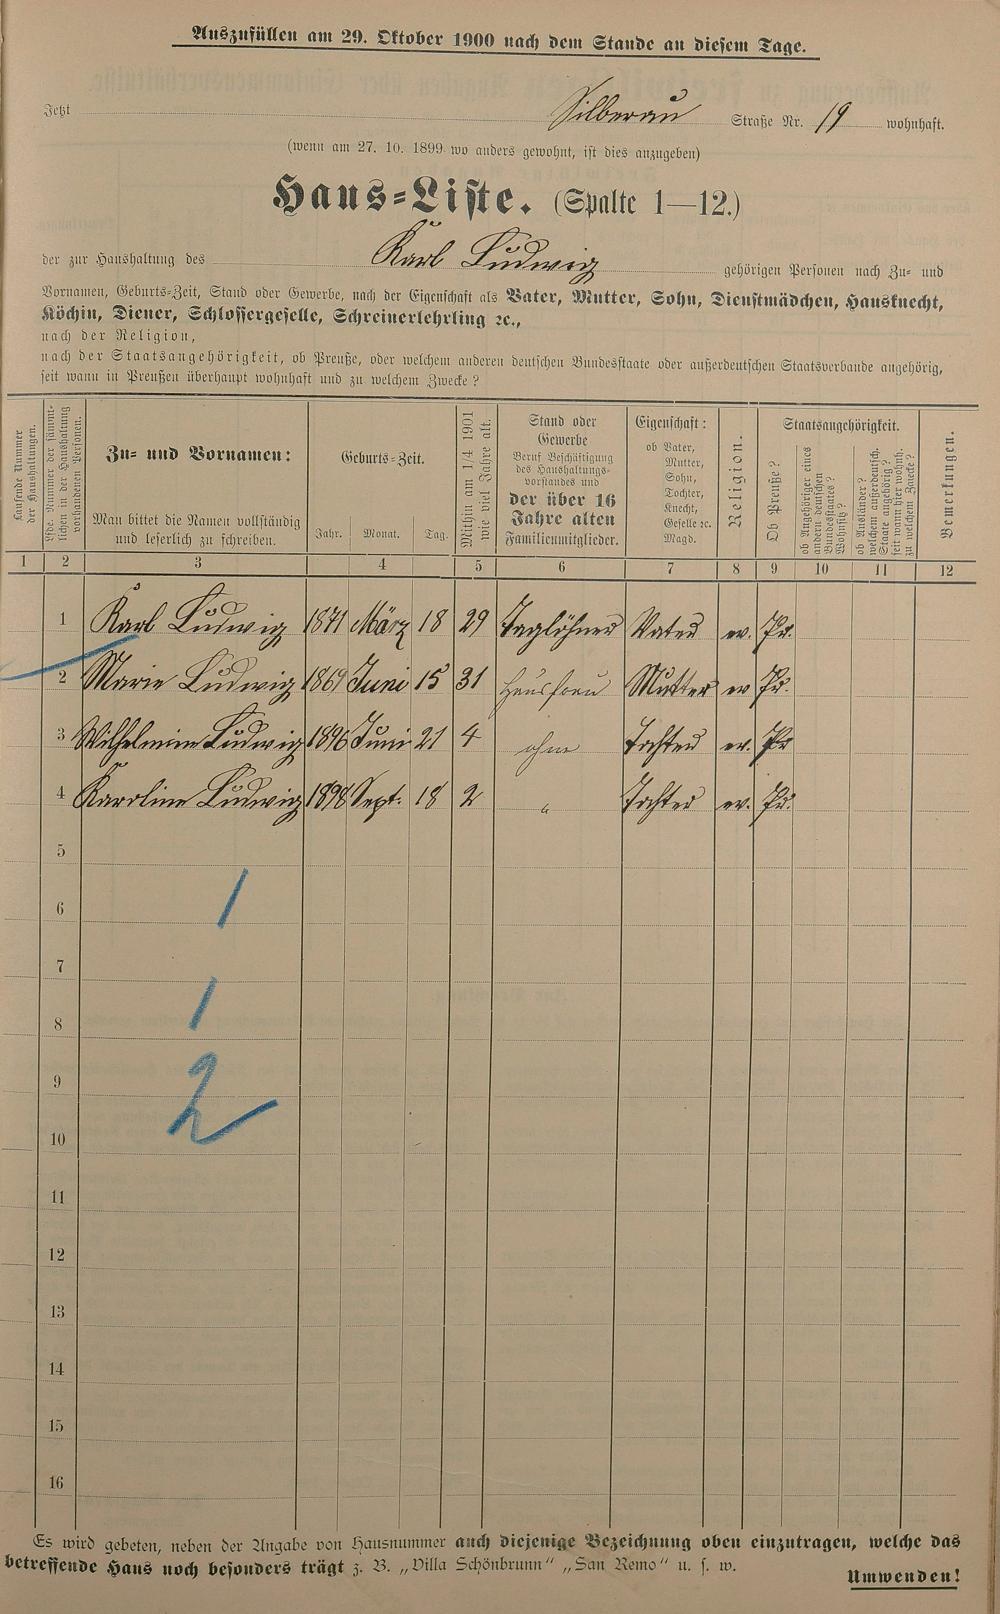 Auszufüllen am 29. Oktober 1900 nach dem Stande an diesem Tage.
Jetzt Silberau Straße Nr. 19 wohnhaft.
(wenn am 27. 10. 1899 wo anders gewohnt, ist dies anzugeben)
Haus-Liste. (Spalte 1—12.)
der zur Haushaltung des Karl Ludwig gehörigen Personen nach Zu- und
Vornamen, Geburts-Zeit, Stand oder Gewerbe, nach der Eigenschaft als Vater, Mutter, Sohn, Dienstmädchen, Hausknecht,
Köchin, Diener, Schlossergeselle, Schreinerlehrling ꝛc.,
nach der Religion,
nach der Staatsangehörigkeit, ob Preuße, oder welchem anderen deutschen Bundesstaate oder außerdeutschen Staatsverbande angehörig,
seit wann in Preußen überhaupt wohnhaft und zu welchem Zwecke?
Laufende Nummer
der Haushaltungen.
Lfde. Nummer der sämmt-
lichen in der Haushaltung
vorhandenen Personen.
Zu- und Vornamen:
Man bittet die Namen vollständig
und leserlich zu schreiben.
Geburts-Zeit.
Jahr. Monat. Tag.
Mithin am 1/4 1901
wie viel Jahre alt.
Stand oder
Gewerbe
Beruf Beschäftigung
des Haushaltungs-
vorstandes und
der über 16
Jahre alten
Familienmitglieder.
Eigenschaft:
ob Vater,
Mutter,
Sohn,
Tochter,
Knecht,
Geselle ꝛc.
Magd.
Religion.
Staatsangehörigkeit.
Ob Preuße?
ob Angehöriger eines
andern deutschen
Bundesstaates?
Wohnsitz?
ob Ausländer?
welchem außerdeutsch.
Staate angehörig?
seit wann hier wohnh.
zu welchem Zwecke?
Bemerkungen.
1 2 3 4 5 6 7 8 9 10 11 12
1 Karl Ludwig 1871 März 18 29 Taglöhner Vater ev. Pr.
2 Marie Ludwig 1869 Juni 15 31 Hausfrau Mutter ev Pr.
3 Wilhelmine Ludwig 1896 Juni 21 4 ohne Tochter ev. Pr
4 Karoline Ludwig 1898 Sept. 18 2 " Tochter ev. Pr.
5
6 1
7
8 1
9
10 2
11
12
13
14
15
16
Es wird gebeten, neben der Angabe von Hausnummer auch diejenige Bezeichnung oben einzutragen, welche das
betreffende Haus noch besonders trägt z. B. „Villa Schönbrunn“ „San Remo“ u. s. w.
Umwenden!